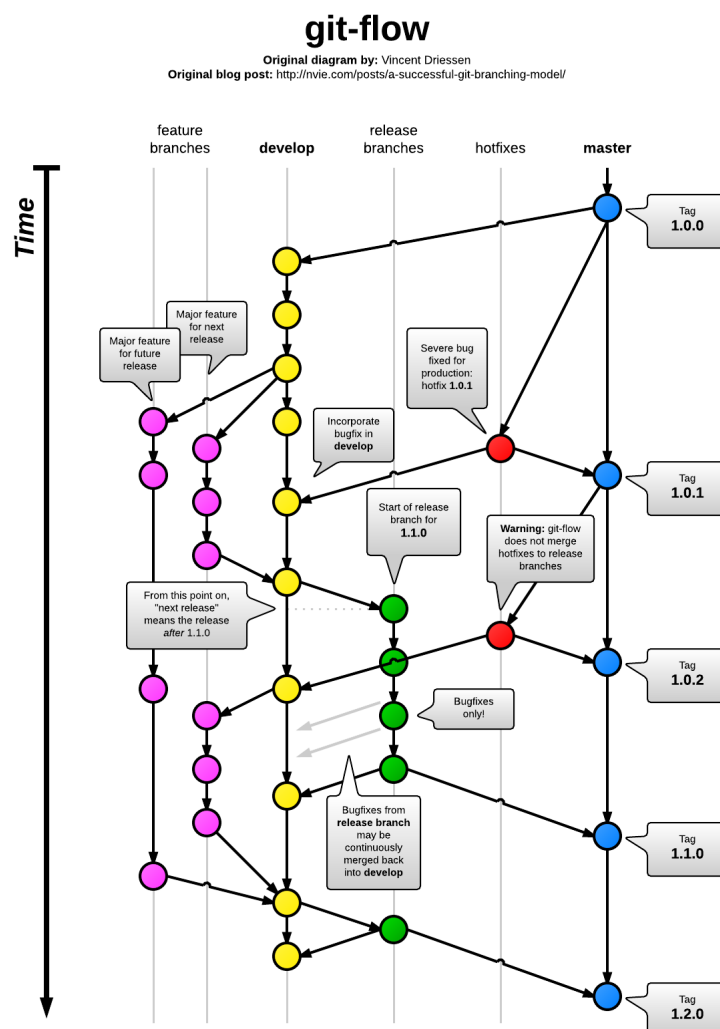 git-flow
Original diagram by: Vincent Driessen
Original blog post: http://nvie.com/posts/a-successful-git-branching-model/
feature
branches
develop
release
branches
hotfixes
master
Time
Tag
1.0.0
Major feature
for next
release
Major feature
for future
release
Severe bug
fixed for
production:
hotfix 1.0.1
Incorporate
bugfix in
develop
Tag
1.0.1
Start of release
branch for
1.1.0
Warning: git-flow
does not merge
hotfixes to release
branches
From this point on,
"next release"
means the release
after 1.1.0
Tag
1.0.2
Bugfixes
only!
Bugfixes from
release branch
may be
continuously
merged back
into develop
Tag
1.1.0
Tag
1.2.0